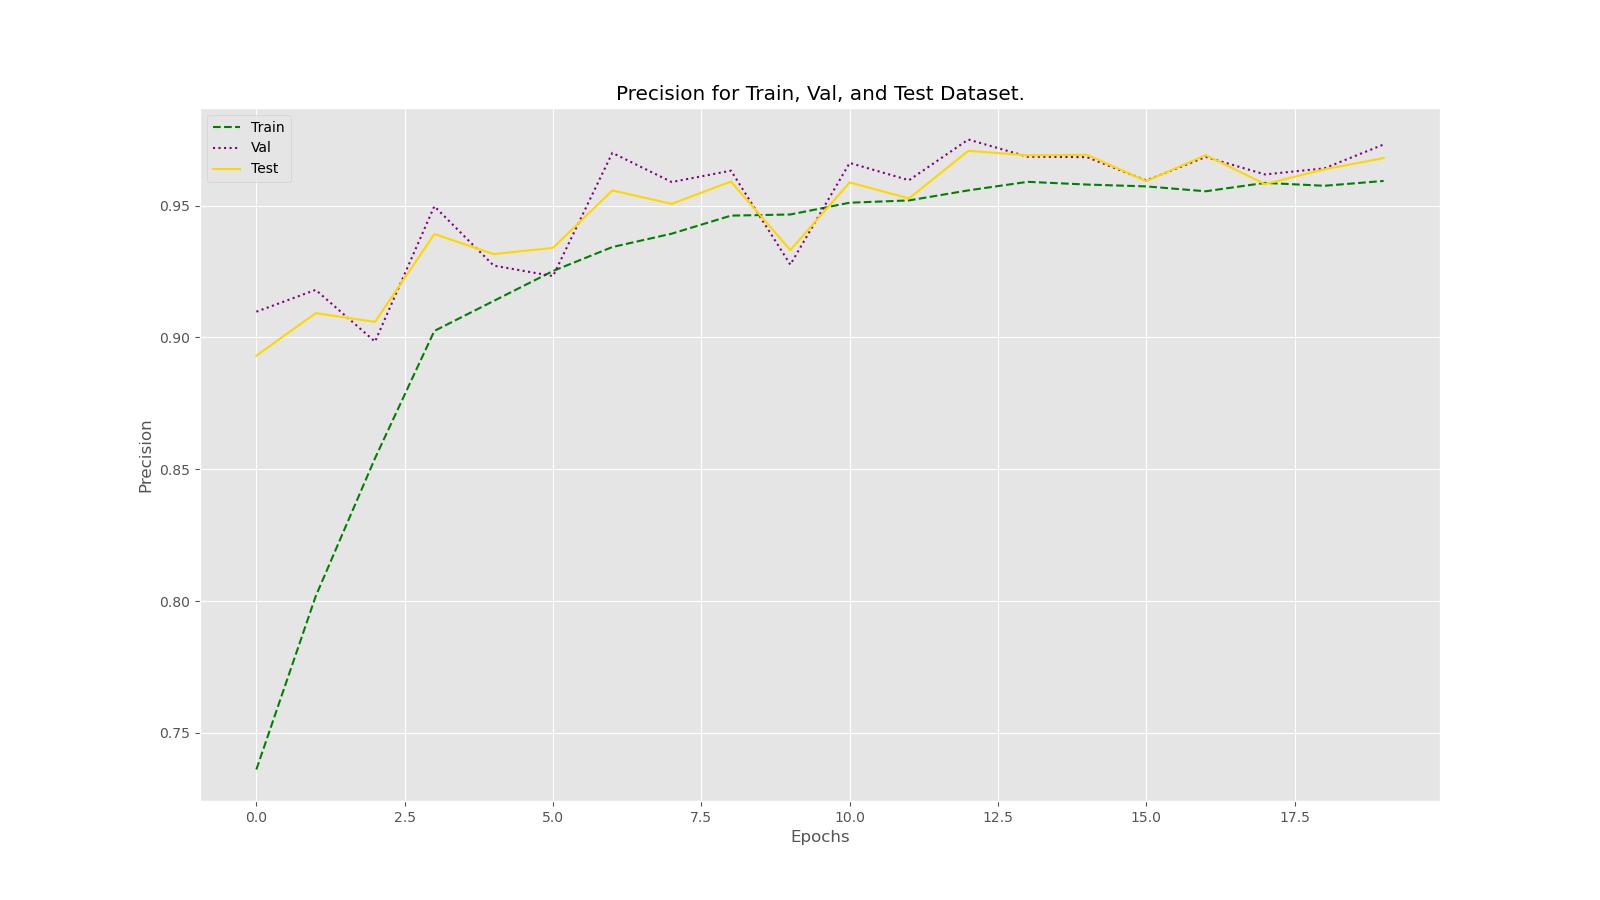 Precision for Train, Val, and Test Dataset.
Train
Val
Test
0.95
0.90
0.85
0.80
0.75
Precision
0.0 2.5 5.0 7.5 10.0 12.5 15.0 17.5
Epochs